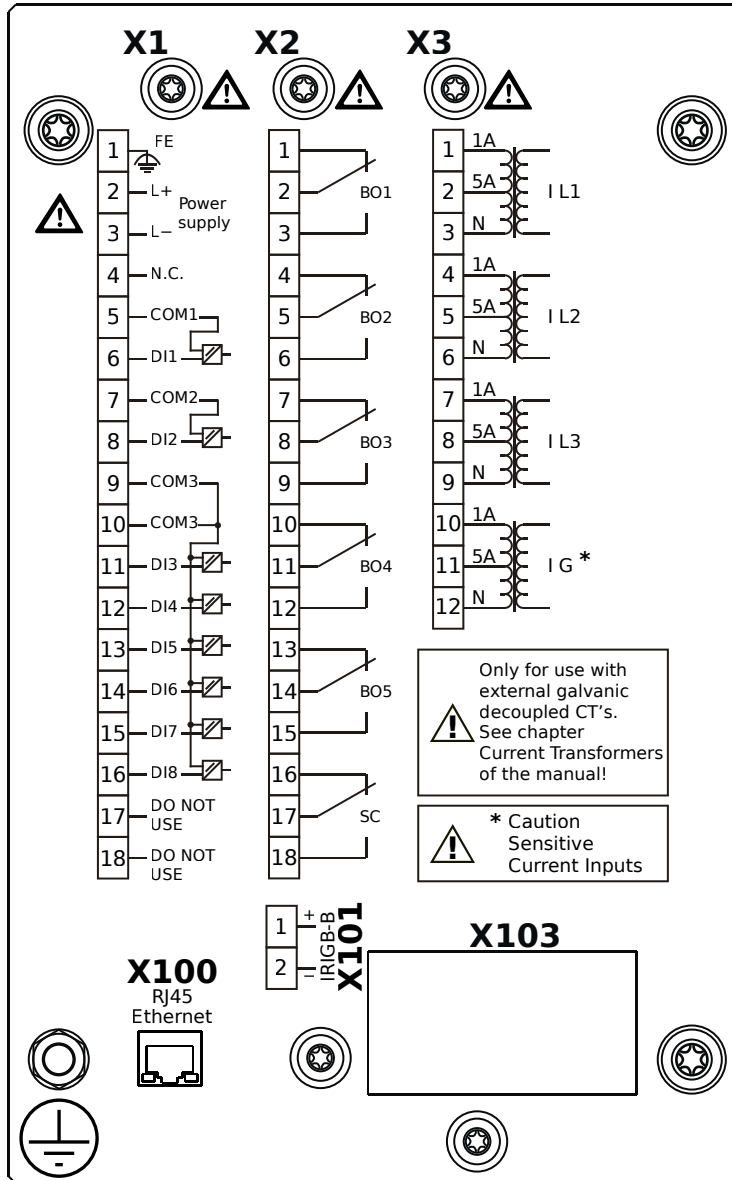 X1 X2 X3
1 FE
2 L+
Power
supply
3 L−
4 N.C.
5 COM1
6 DI1
7 COM2
8 DI2
9 COM3
10 COM3
11 DI3
12 DI4
13 DI5
14 DI6
15 DI7
16 DI8
17 DO NOT
USE
18 DO NOT
USE
1
2 BO1
3
4
5 BO2
6
7
8 BO3
9
10
11 BO4
12
13
14 BO5
15
16
17 SC
18
1 1A
2 5A I L1
3 N
4 1A
5 5A I L2
6 N
7 1A
8 5A I L3
9 N
10 1A
11 5A I G *
12 N
! Only for use with
external galvanic
decoupled CT's.
See chapter
Current Transformers
of the manual!
! * Caution
Sensitive
Current Inputs
1 +
2 −
IRIGB-B
X101
X103
X100
RJ45
Ethernet